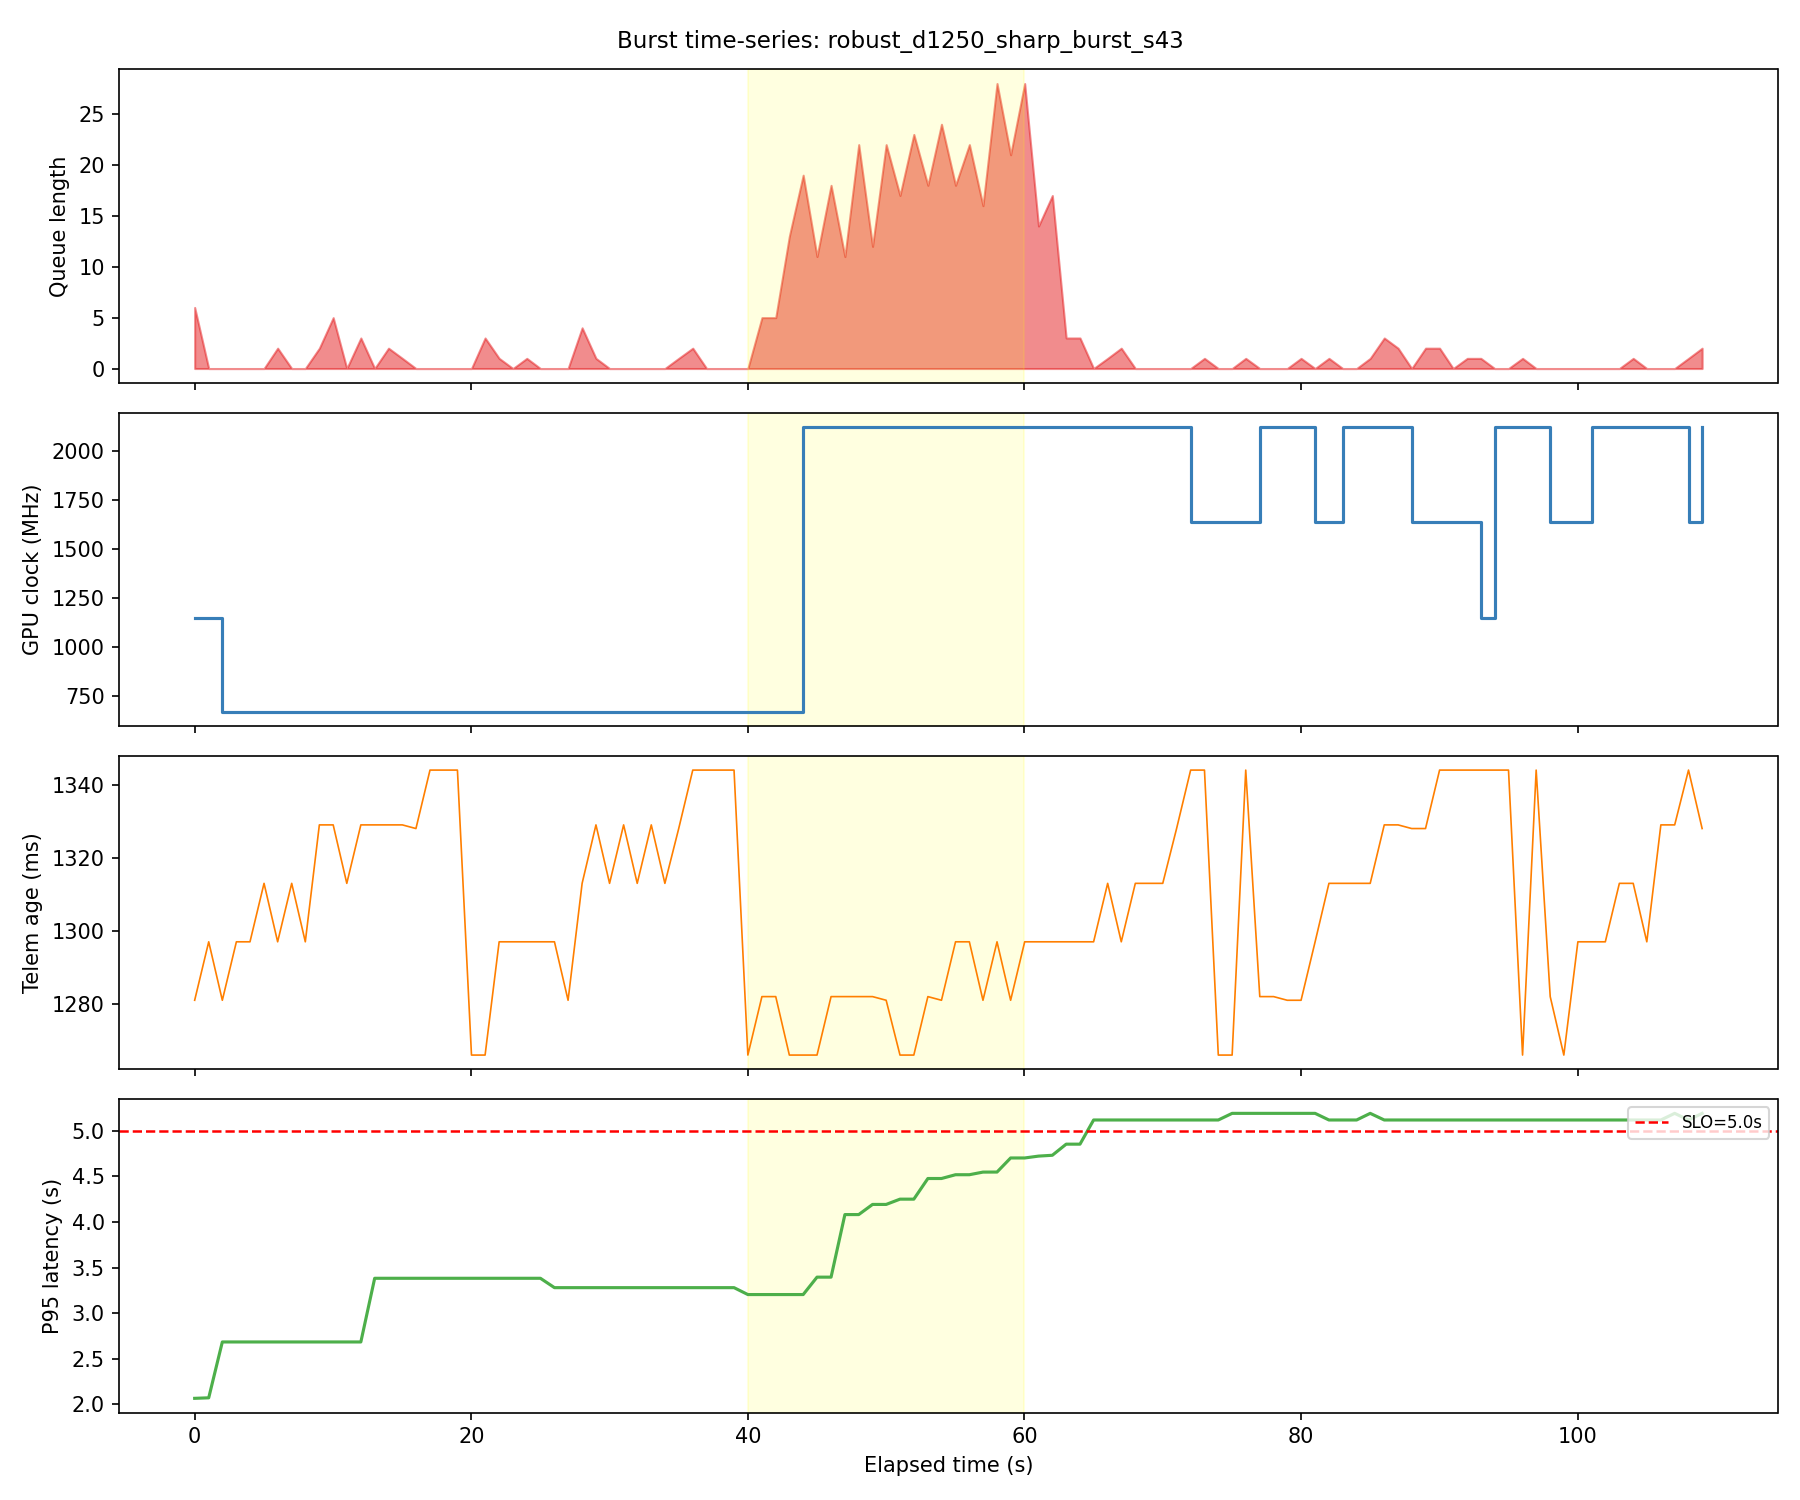 Burst time-series: robust_d1250_sharp_burst_s43
Queue length
25
20
15
10
5
0
GPU clock (MHz)
2000
1750
1500
1250
1000
750
Telem age (ms)
1340
1320
1300
1280
P95 latency (s)
5.0
4.5
4.0
3.5
3.0
2.5
2.0
SLO=5.0s
0 20 40 60 80 100
Elapsed time (s)